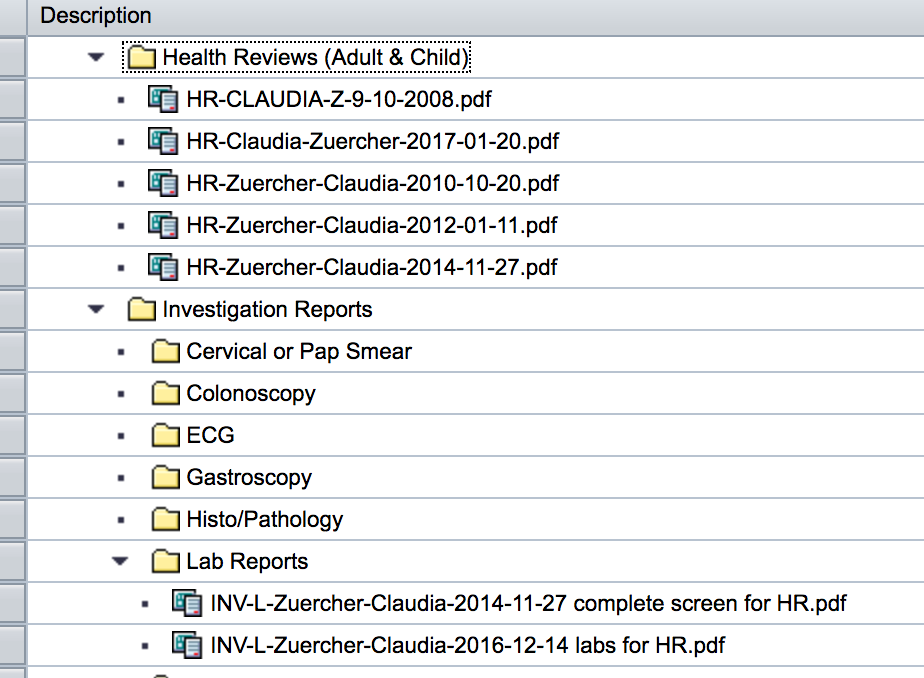 Description
Health Reviews (Adult & Child)
HR-CLAUDIA-Z-9-10-2008.pdf
HR-Claudia-Zuercher-2017-01-20.pdf
HR-Zuercher-Claudia-2010-10-20.pdf
HR-Zuercher-Claudia-2012-01-11.pdf
HR-Zuercher-Claudia-2014-11-27.pdf
Investigation Reports
Cervical or Pap Smear
Colonoscopy
ECG
Gastroscopy
Histo/Pathology
Lab Reports
INV-L-Zuercher-Claudia-2014-11-27 complete screen for HR.pdf
INV-L-Zuercher-Claudia-2016-12-14 labs for HR.pdf